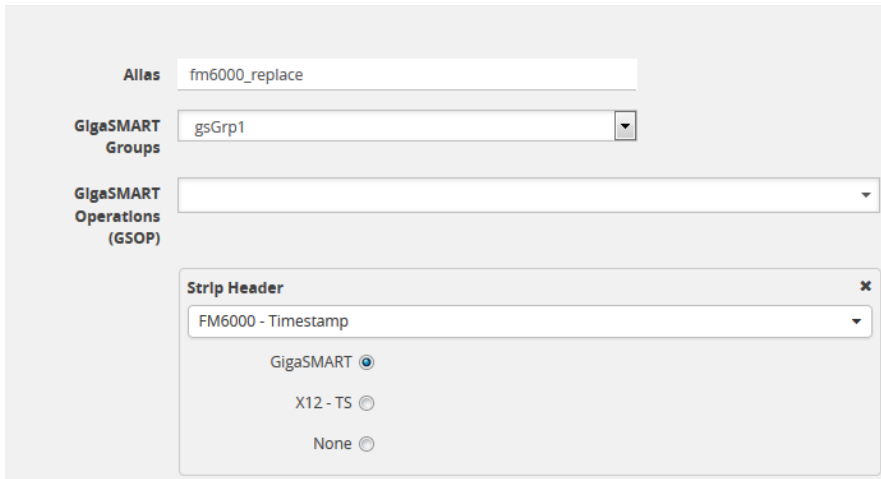 Alias fm6000_replace
GigaSMART gsGrp1
Groups
GigaSMART
Operations
(GSOP)
Strip Header ✖
FM6000 - Timestamp
GigaSMART
X12 - TS
None